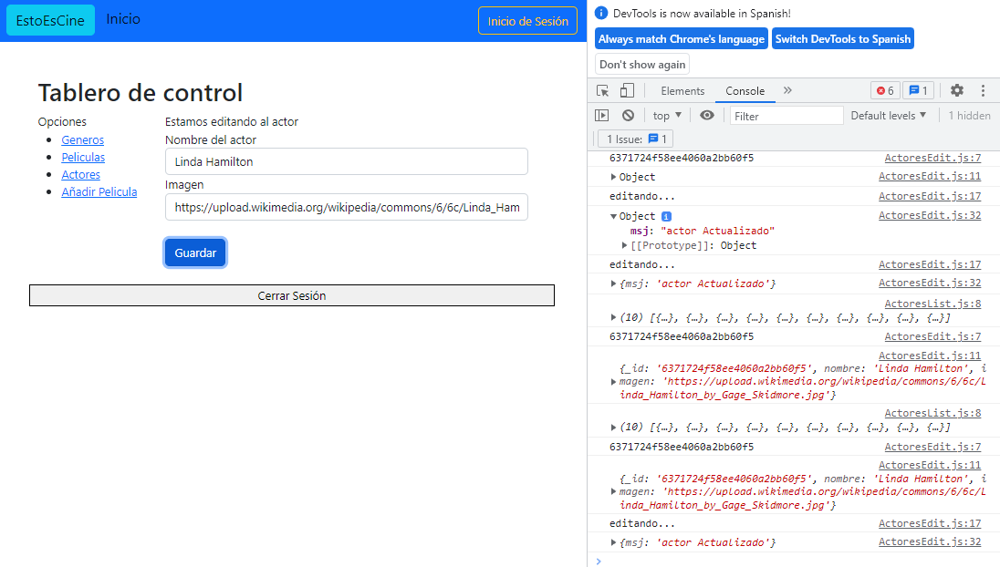 EstoEsCine
Inicio
Inicio de Sesión
Tablero de control
Opciones
Generos
Peliculas
Actores
Añadir Pelicula
Estamos editando al actor
Nombre del actor
Linda Hamilton
Imagen
https://upload.wikimedia.org/wikipedia/commons/6/6c/Linda_Ham
Guardar
Cerrar Sesión
DevTools is now available in Spanish!
Always match Chrome's language
Switch DevTools to Spanish
Don't show again
Elements
Console
6
1
top
Filter
Default levels
1 hidden
1 Issue: 1
6371724f58ee4060a2bb60f5 ActoresEdit.js:7
Object ActoresEdit.js:11
editando... ActoresEdit.js:17
Object i ActoresEdit.js:32
msj: "actor Actualizado"
[[Prototype]]: Object
editando... ActoresEdit.js:17
{msj: 'actor Actualizado'} ActoresEdit.js:32
ActoresList.js:8
(10) [{…}, {…}, {…}, {…}, {…}, {…}, {…}, {…}, {…}, {…}]
6371724f58ee4060a2bb60f5 ActoresEdit.js:7
ActoresEdit.js:11
{_id: '6371724f58ee4060a2bb60f5', nombre: 'Linda Hamilton', i
magen: 'https://upload.wikimedia.org/wikipedia/commons/6/6c/L
inda_Hamilton_by_Gage_Skidmore.jpg'}
ActoresList.js:8
(10) [{…}, {…}, {…}, {…}, {…}, {…}, {…}, {…}, {…}, {…}]
6371724f58ee4060a2bb60f5 ActoresEdit.js:7
ActoresEdit.js:11
{_id: '6371724f58ee4060a2bb60f5', nombre: 'Linda Hamilton', i
magen: 'https://upload.wikimedia.org/wikipedia/commons/6/6c/L
inda_Hamilton_by_Gage_Skidmore.jpg'}
editando... ActoresEdit.js:17
{msj: 'actor Actualizado'} ActoresEdit.js:32